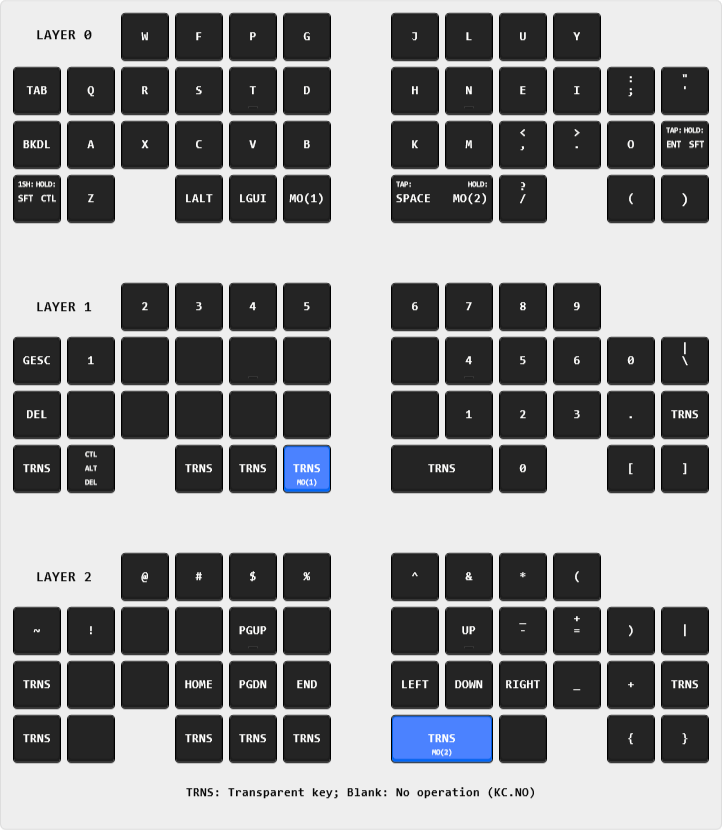 LAYER 0 W F P G J L U Y
TAB Q R S T D H N E I : ; " '
BKDL A X C V B K M < , > . O TAP: HOLD: ENT SFT
1SH: HOLD: SFT CTL Z LALT LGUI MO(1) TAP: HOLD: SPACE MO(2) ? / ( )
LAYER 1 2 3 4 5 6 7 8 9
GESC 1 4 5 6 0 | \
DEL 1 2 3 . TRNS
TRNS CTL ALT DEL TRNS TRNS TRNS MO(1) TRNS 0 [ ]
LAYER 2 @ # $ % ^ & * (
~ ! PGUP UP _ - + = ) |
TRNS HOME PGDN END LEFT DOWN RIGHT _ + TRNS
TRNS TRNS TRNS TRNS TRNS MO(2) { }
TRNS: Transparent key; Blank: No operation (KC.NO)